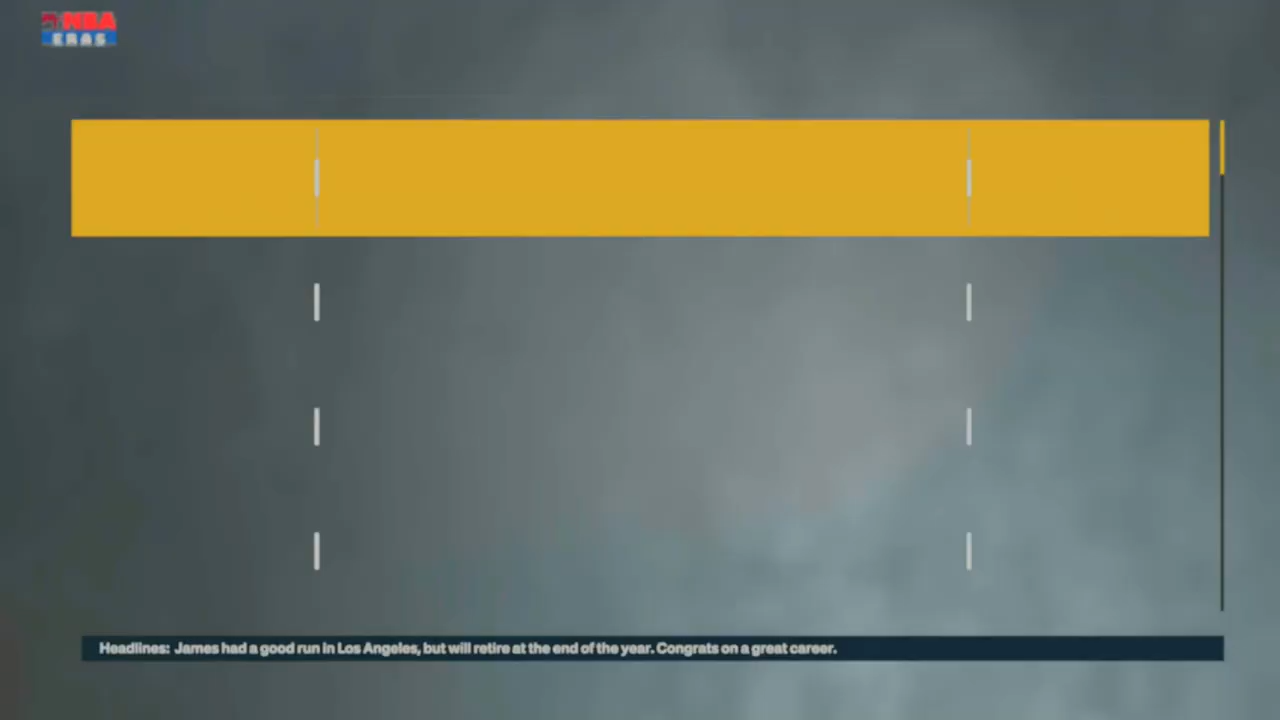 NBA
ERAS
Headlines: James had a good run in Los Angeles, but will retire at the end of the year. Congrats on a great career.